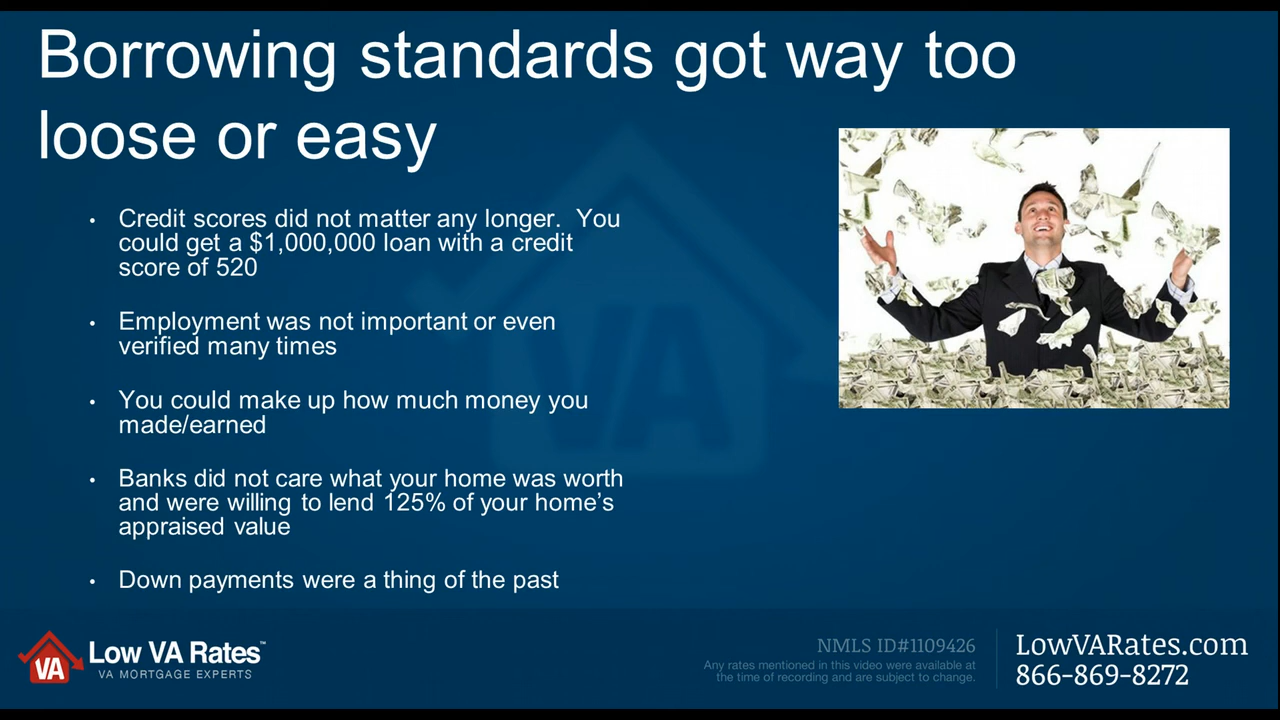 Borrowing standards got way too
loose or easy
• Credit scores did not matter any longer.  You
could get a $1,000,000 loan with a credit
score of 520
• Employment was not important or even
verified many times
• You could make up how much money you
made/earned
• Banks did not care what your home was worth
and were willing to lend 125% of your home’s
appraised value
• Down payments were a thing of the past
VA
VA
Low VA Rates™
VA MORTGAGE EXPERTS
NMLS ID#1109426
Any rates mentioned in this video were available at
the time of recording and are subject to change.
LowVARates.com
866-869-8272